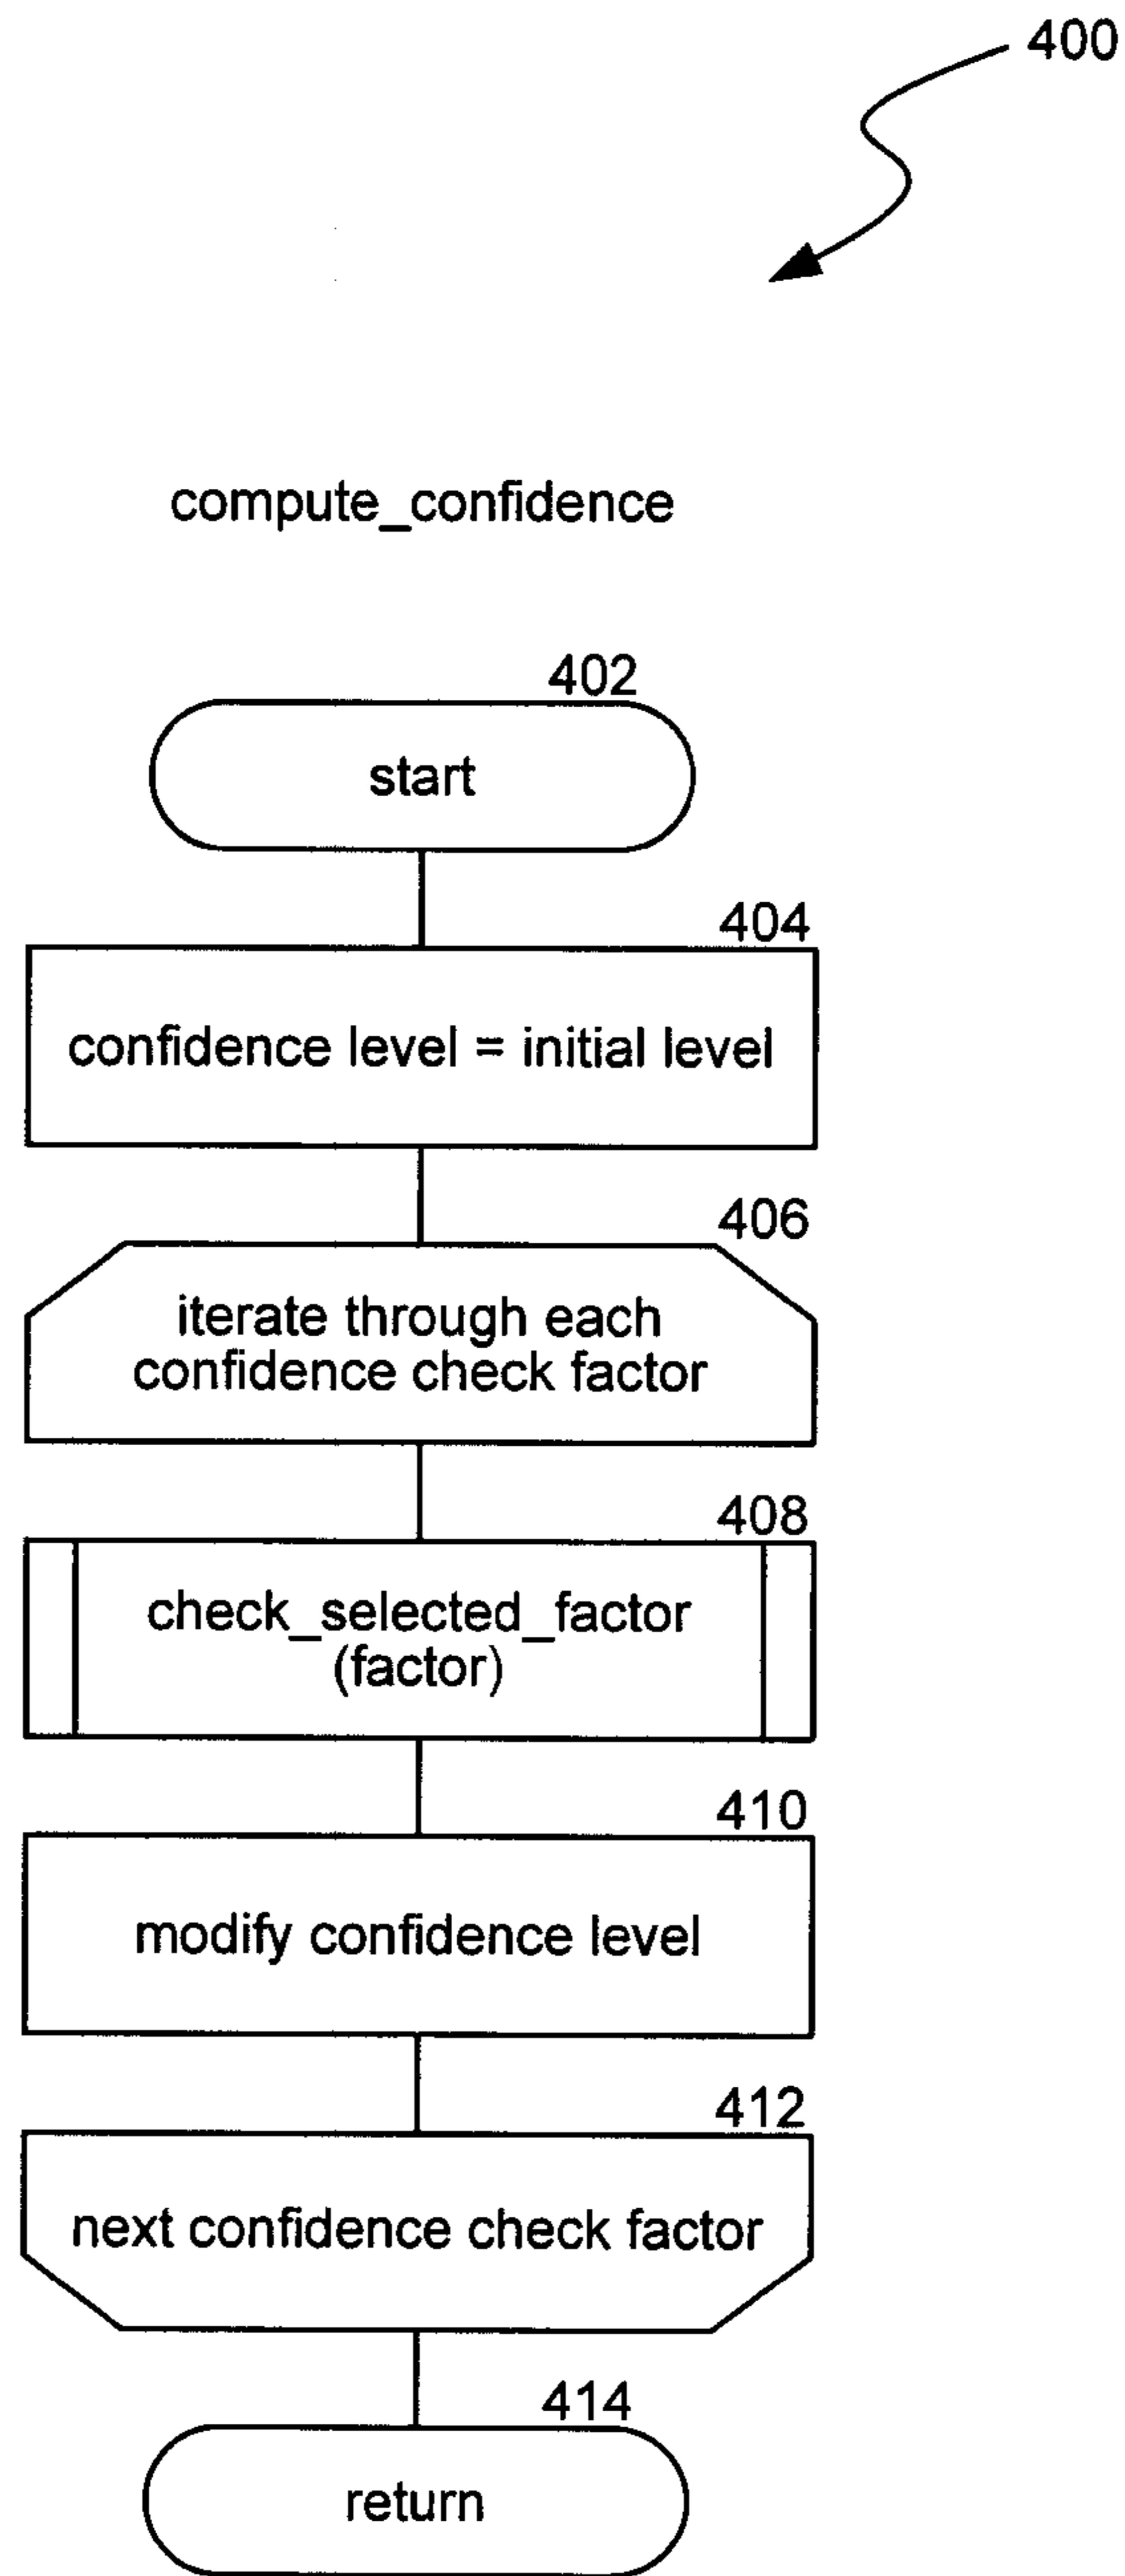 400
compute_confidence
402
start
404
confidence level = initial level
406
iterate through each
confidence check factor
408
check_selected_factor
(factor)
410
modify confidence level
412
next confidence check factor
414
return